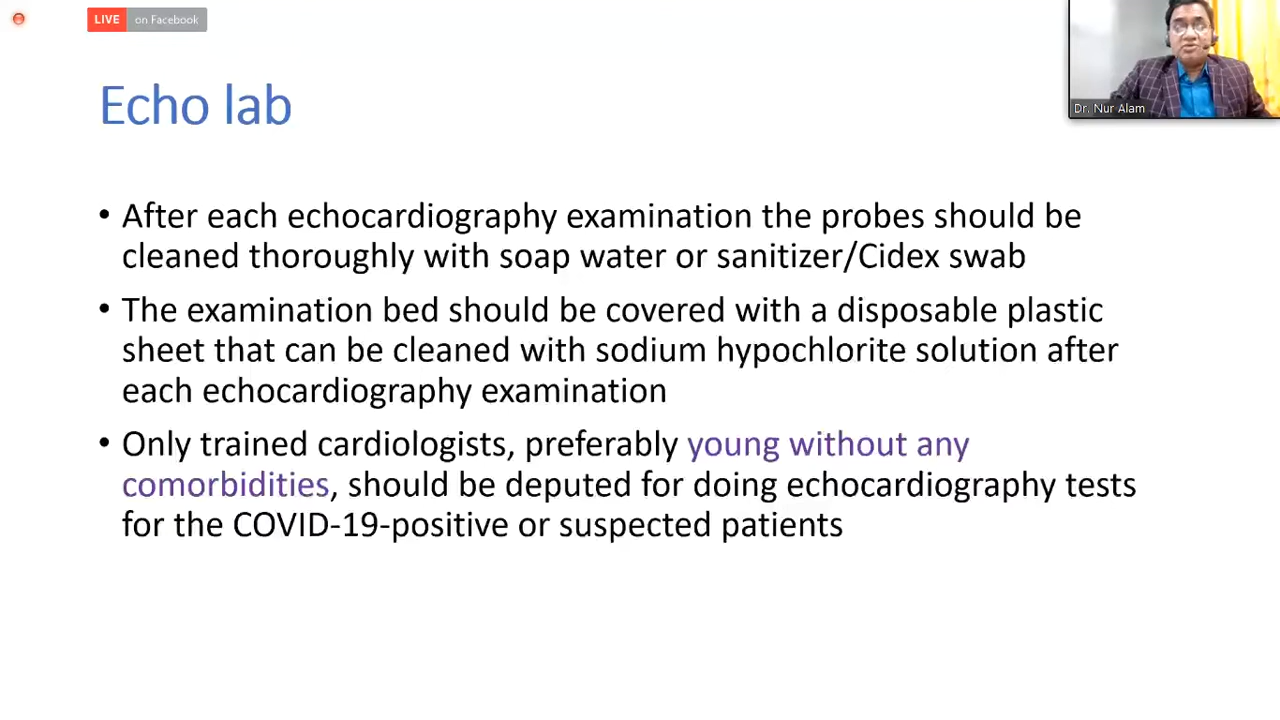 LIVE on Facebook
Dr. Nur Alam
Echo lab
• After each echocardiography examination the probes should be
cleaned thoroughly with soap water or sanitizer/Cidex swab
• The examination bed should be covered with a disposable plastic
sheet that can be cleaned with sodium hypochlorite solution after
each echocardiography examination
• Only trained cardiologists, preferably young without any
comorbidities, should be deputed for doing echocardiography tests
for the COVID-19-positive or suspected patients